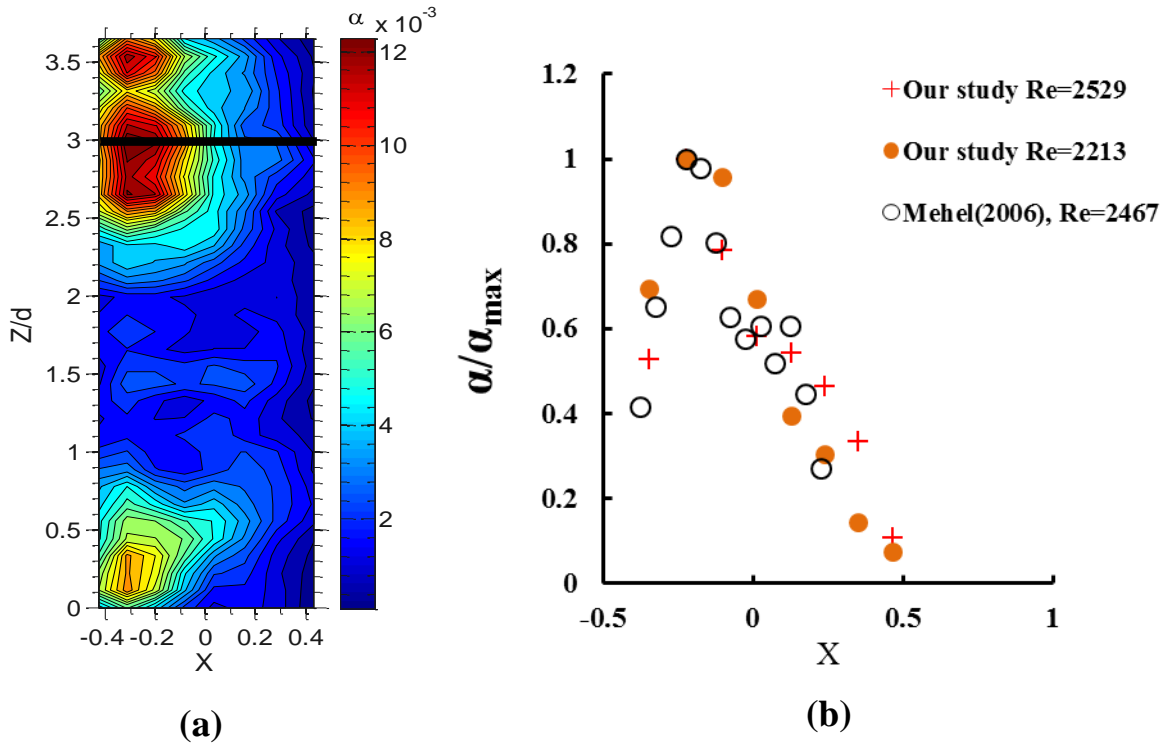 α x 10⁻³
3.5
3
2.5
2
1.5
1
0.5
0
Z/d
-0.4 -0.2 0 0.2 0.4
X
12
10
8
6
4
2
(a)
1.2
1
0.8
0.6
0.4
0.2
0
α/α_max
-0.5 0 0.5 1
X
Our study Re=2529
Our study Re=2213
Mehel(2006), Re=2467
(b)